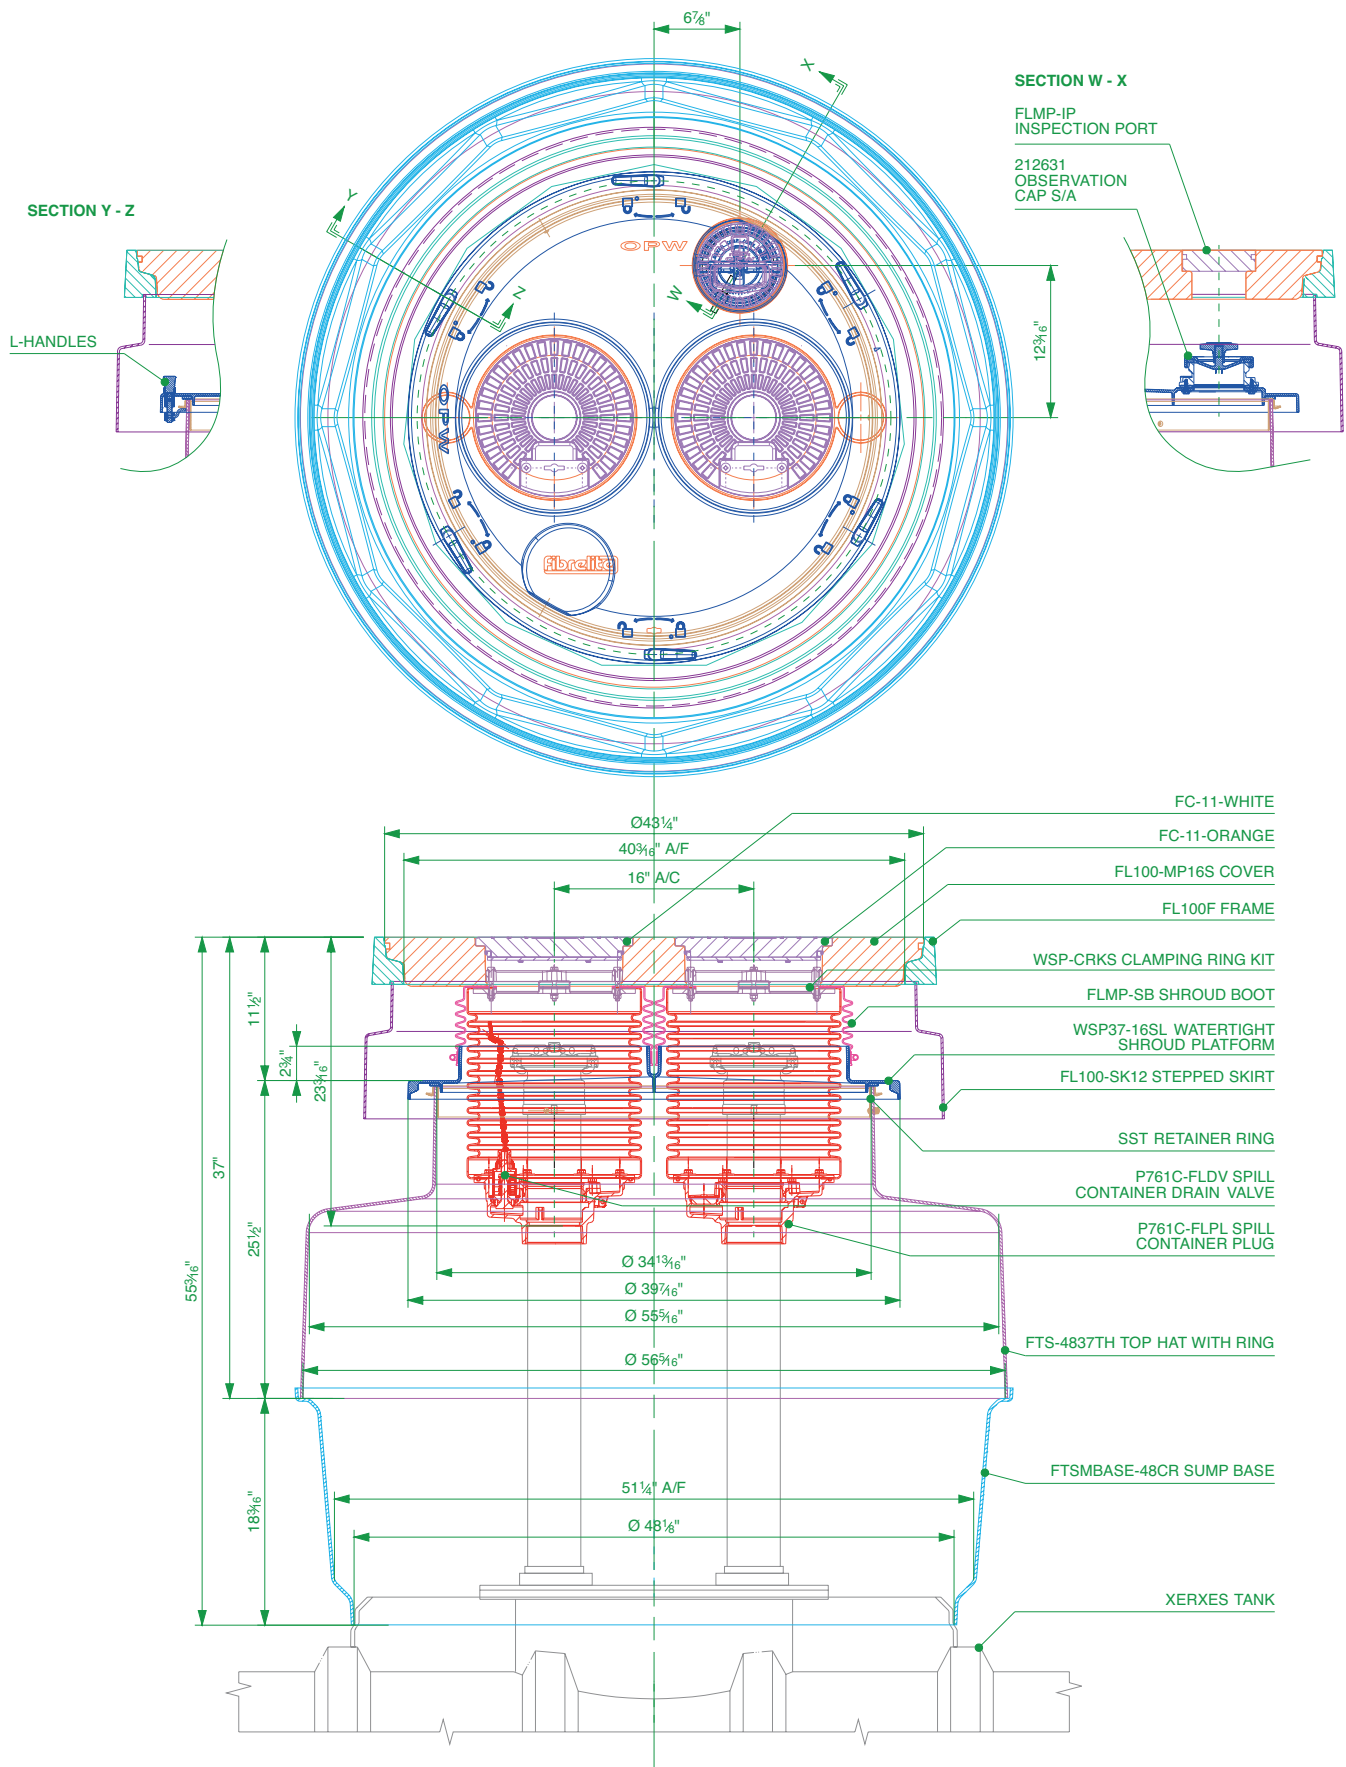 6⅞"
X
SECTION W - X
FLMP-IP
INSPECTION PORT
212631
OBSERVATION
CAP S/A
SECTION Y - Z
Y
OPW
Z
W
L-HANDLES
12³⁄₁₆"
OPW
fibrelite
FC-11-WHITE
Ø43¼"
FC-11-ORANGE
40³⁄₁₆" A/F
FL100-MP16S COVER
16" A/C
FL100F FRAME
WSP-CRKS CLAMPING RING KIT
FLMP-SB SHROUD BOOT
11½"
WSP37-16SL WATERTIGHT
SHROUD PLATFORM
2¾"
23³⁄₁₆"
FL100-SK12 STEPPED SKIRT
SST RETAINER RING
37"
P761C-FLDV SPILL
CONTAINER DRAIN VALVE
25½"
P761C-FLPL SPILL
CONTAINER PLUG
55³⁄₁₆"
Ø 34¹³⁄₁₆"
Ø 39⁷⁄₁₆"
Ø 55⁵⁄₁₆"
FTS-4837TH TOP HAT WITH RING
Ø 56⁵⁄₁₆"
FTSMBASE-48CR SUMP BASE
51¼" A/F
18³⁄₁₆"
Ø 48⅛"
XERXES TANK